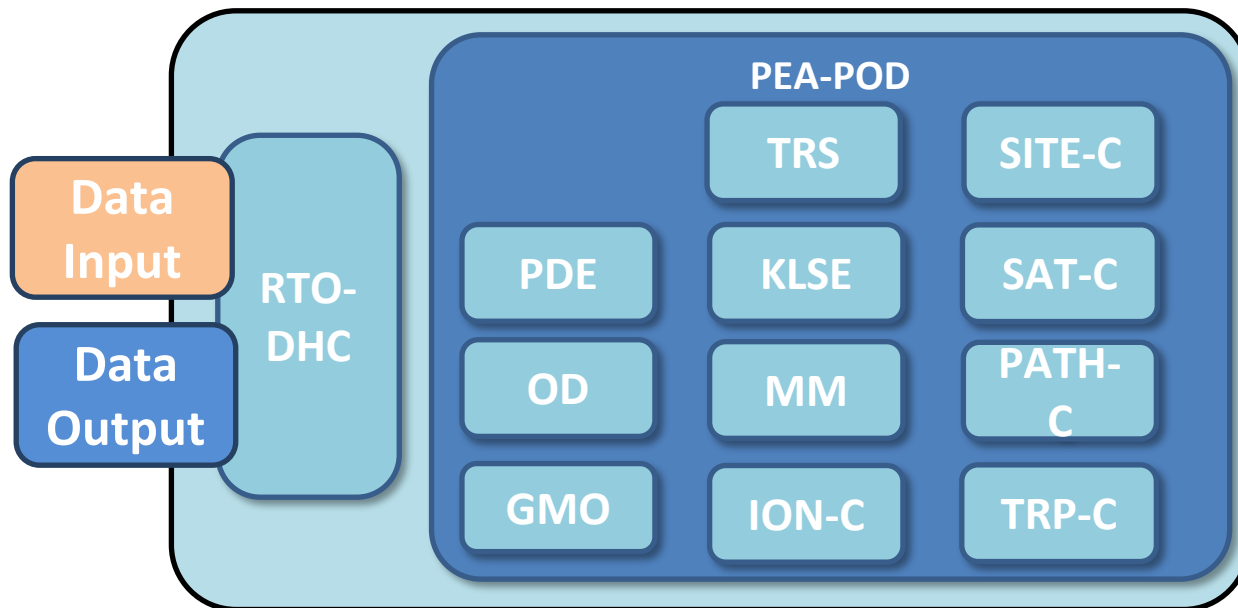 PEA-POD
TRS
SITE-C
Data
Input
RTO-
DHC
Data
Output
PDE
KLSE
SAT-C
OD
MM
PATH-
C
GMO
ION-C
TRP-C